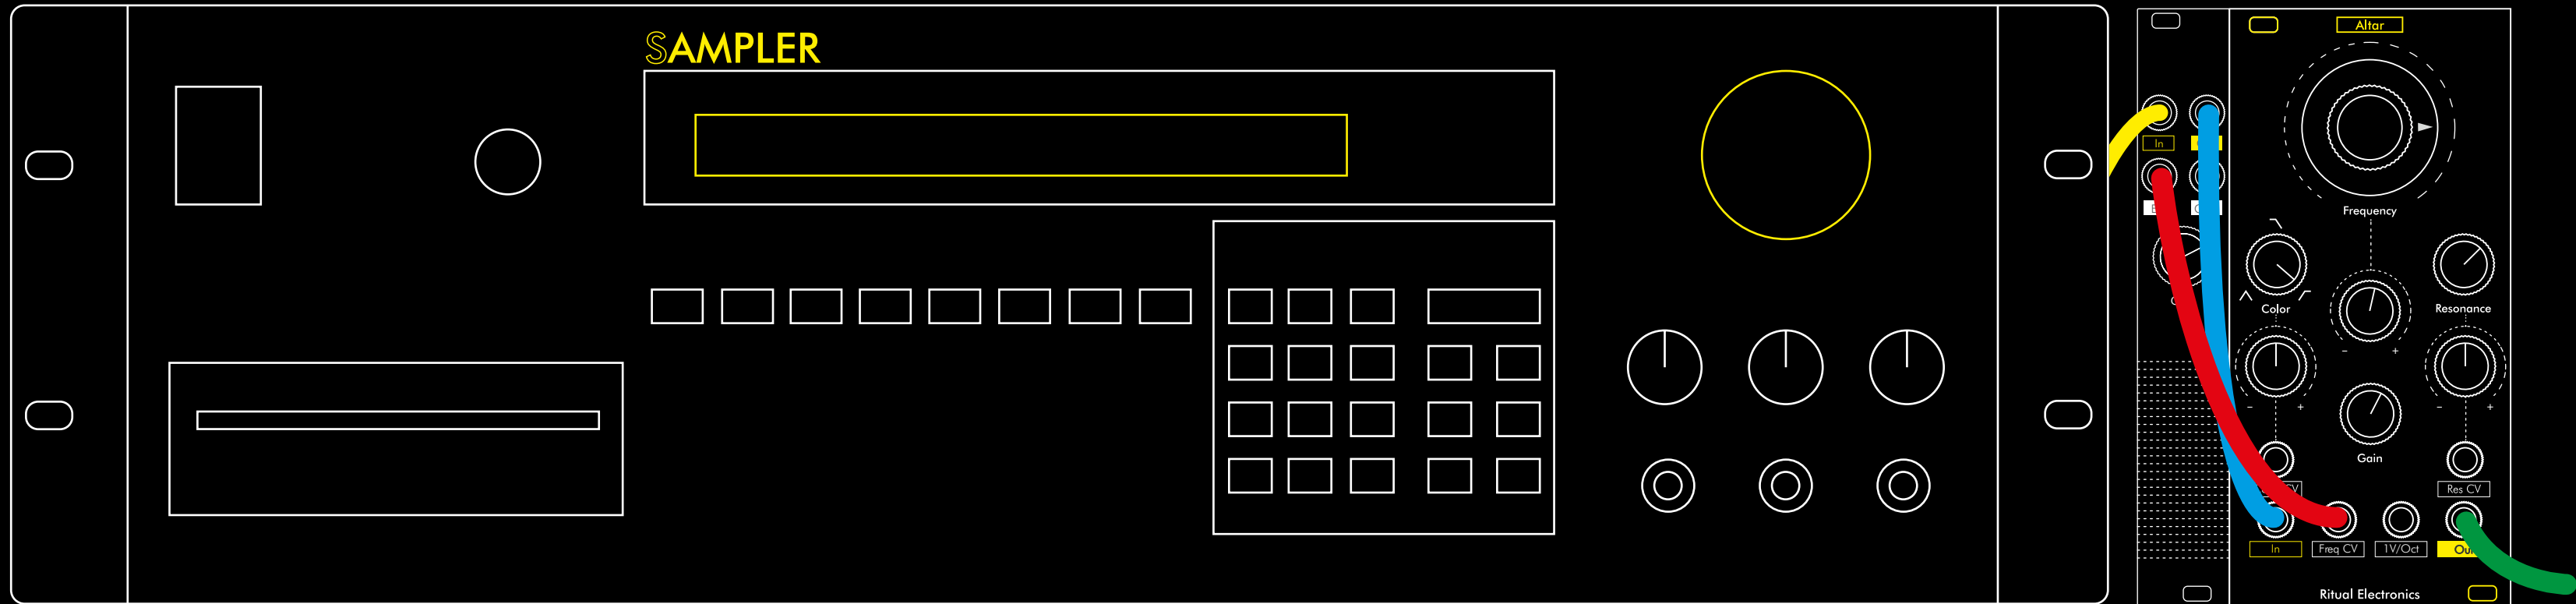 SAMPLER
Altar
In
Frequency
Color
Resonance
- +
- +
- +
Gain
Res CV
In
Freq CV
1V/Oct
Ritual Electronics